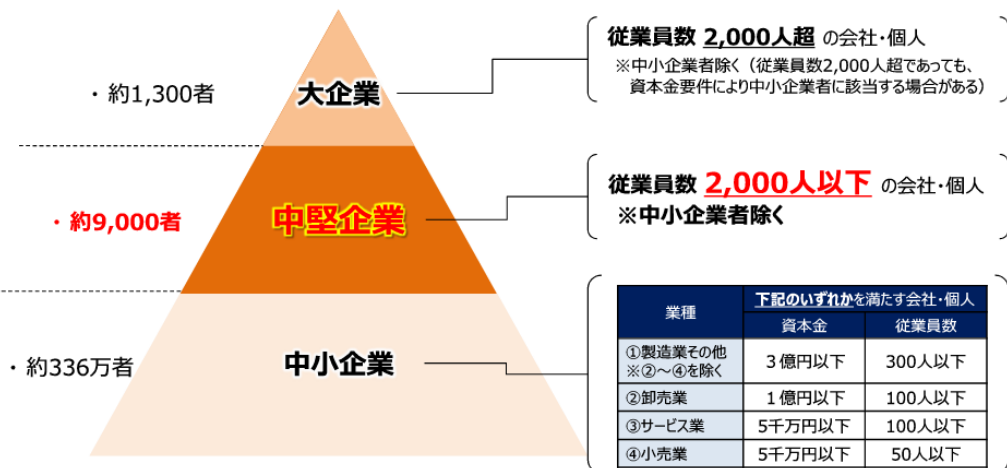 ・約1,300者
大企業
従業員数 2,000人超 の会社・個人
※中小企業者除く（従業員数2,000人超であっても、
資本金要件により中小企業者に該当する場合がある）
・約9,000者
中堅企業
従業員数 2,000人以下 の会社・個人
※中小企業者除く
・約336万者
中小企業
業種
下記のいずれかを満たす会社・個人
資本金 従業員数
①製造業その他
※②～④を除く
３億円以下 300人以下
②卸売業 １億円以下 100人以下
③サービス業 5千万円以下 100人以下
④小売業 5千万円以下 50人以下